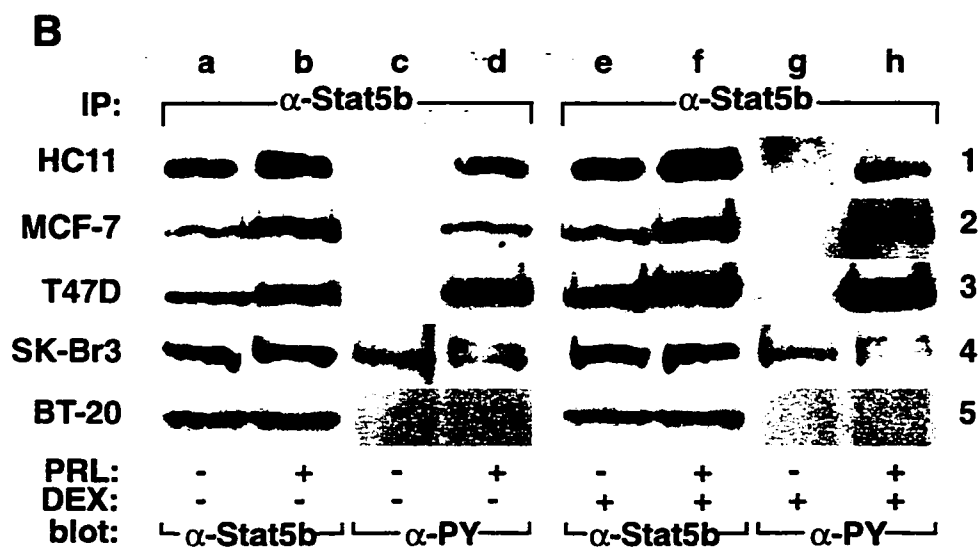 B
a b c d e f g h
IP: α-Stat5b α-Stat5b
HC11 1
MCF-7 2
T47D 3
SK-Br3 4
BT-20 5
PRL: - + - + - + - +
DEX: - - - - + + + +
blot: α-Stat5b α-PY α-Stat5b α-PY